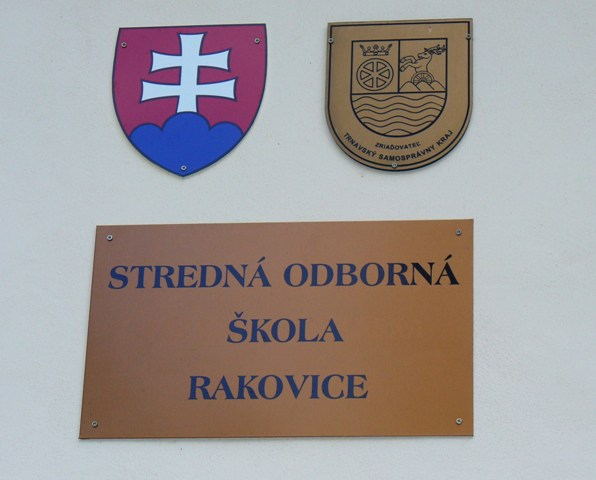 ZRIAĎOVATEĽ
TRNAVSKÝ SAMOSPRÁVNY KRAJ
STREDNÁ ODBORNÁ
ŠKOLA
RAKOVICE